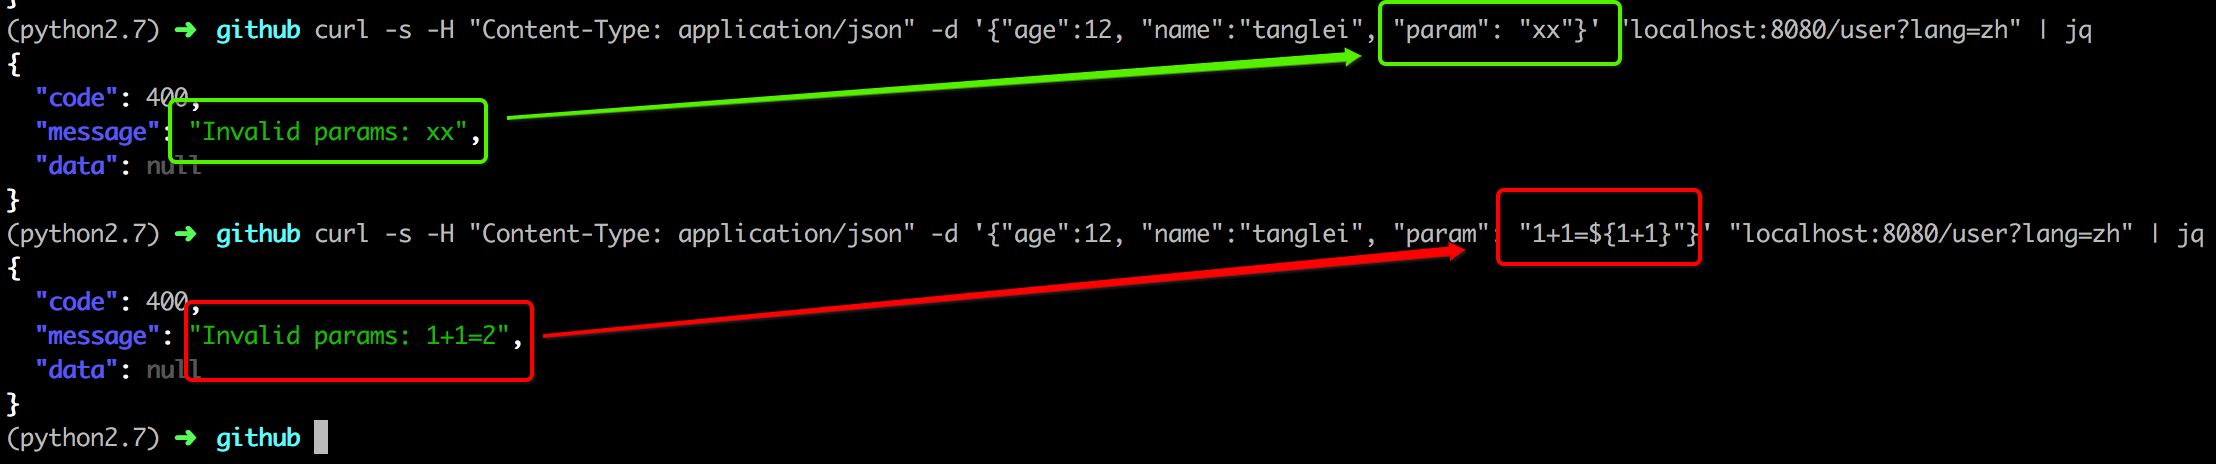 }
(python2.7) ➜ github curl -s -H "Content-Type: application/json" -d '{"age":12, "name":"tanglei", "param": "xx"}' "localhost:8080/user?lang=zh" | jq
{
"code": 400,
"message": "Invalid params: xx",
"data": null
}
(python2.7) ➜ github curl -s -H "Content-Type: application/json" -d '{"age":12, "name":"tanglei", "param": "1+1=${1+1}"}' "localhost:8080/user?lang=zh" | jq
{
"code": 400,
"message": "Invalid params: 1+1=2",
"data": null
}
(python2.7) ➜ github